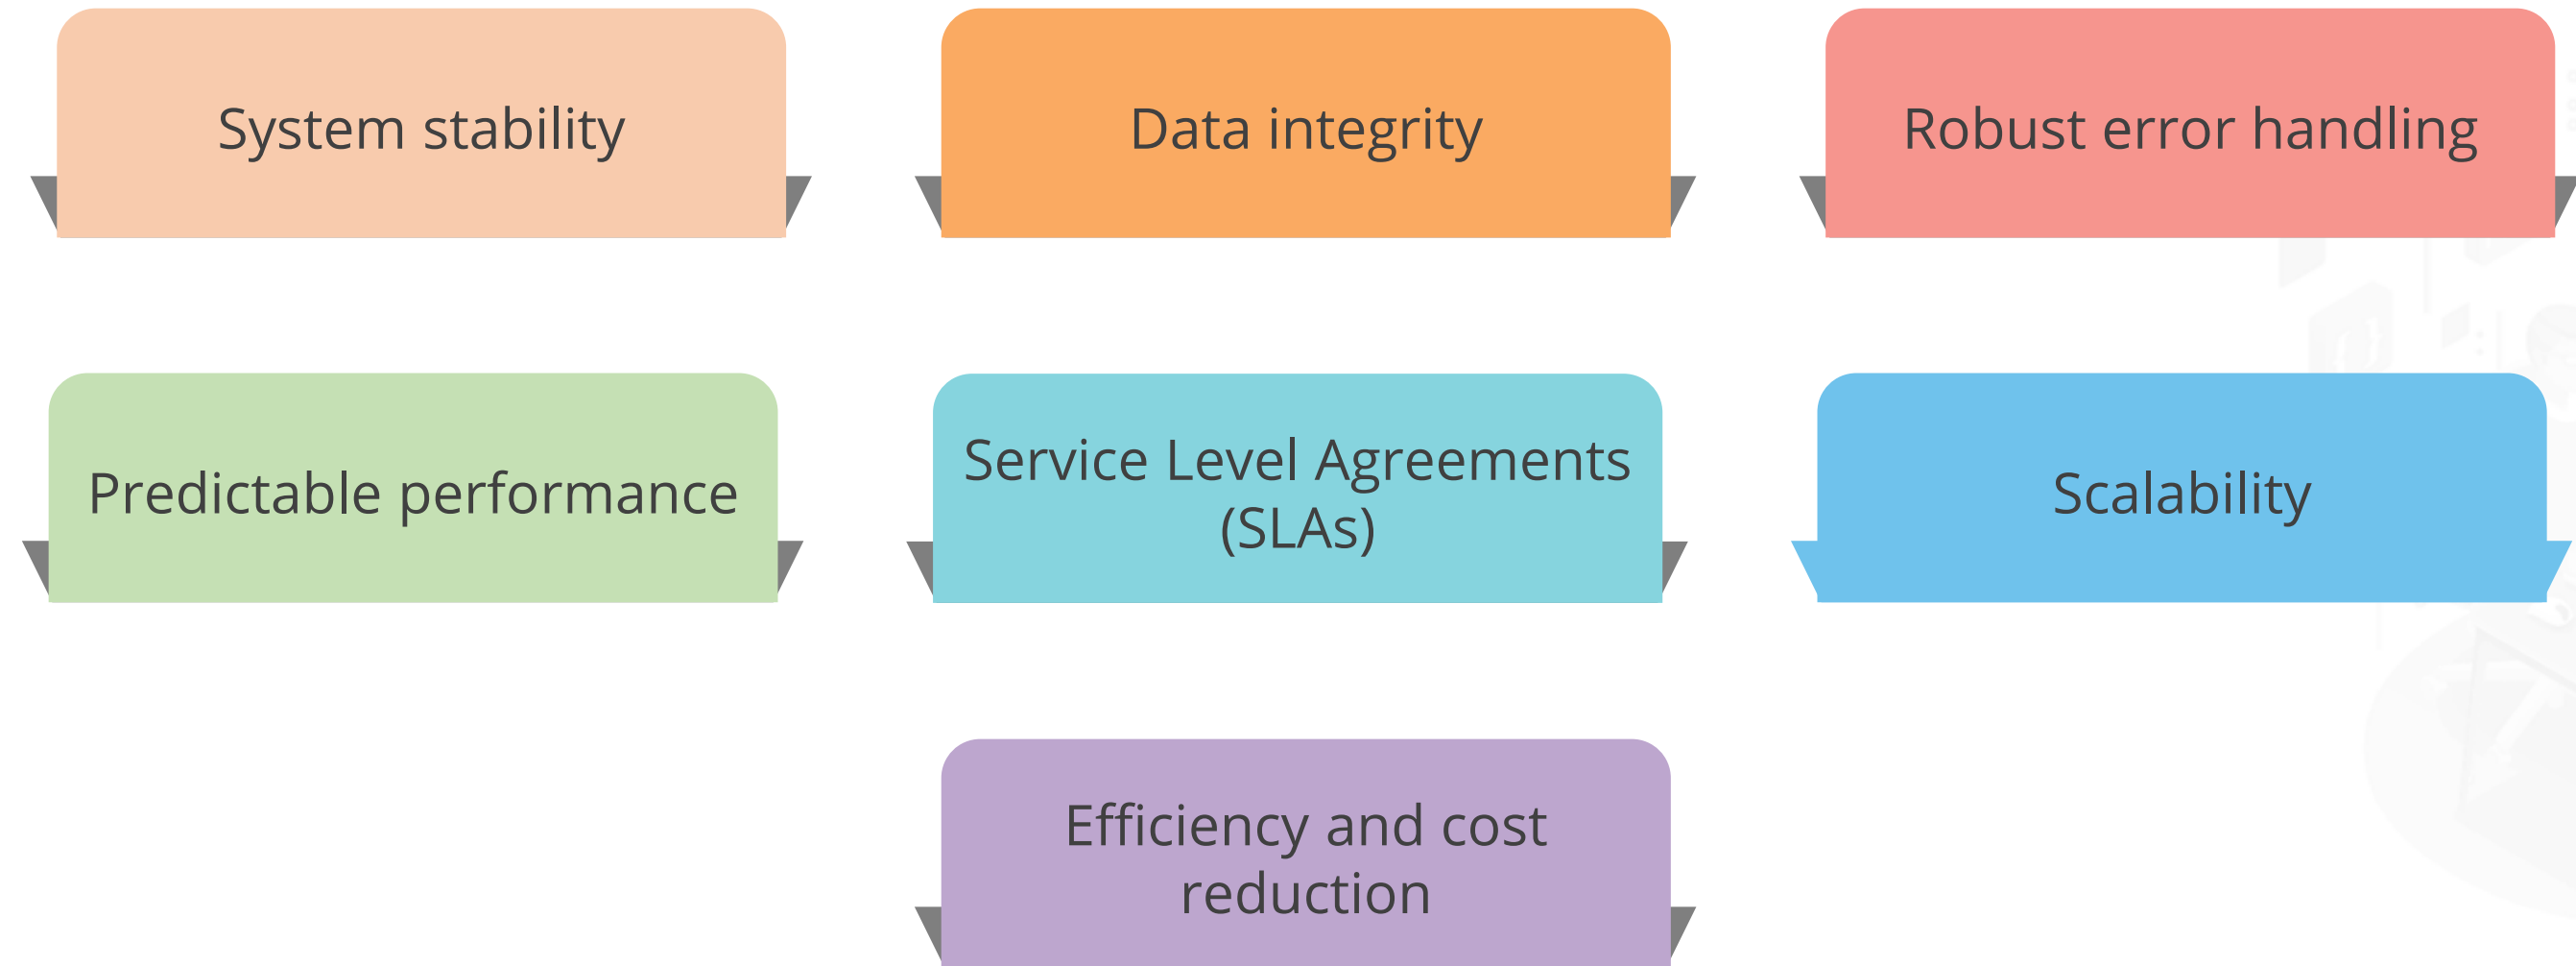 System stability
Data integrity
Robust error handling
Predictable performance
Service Level Agreements
(SLAs)
Scalability
Efficiency and cost
reduction